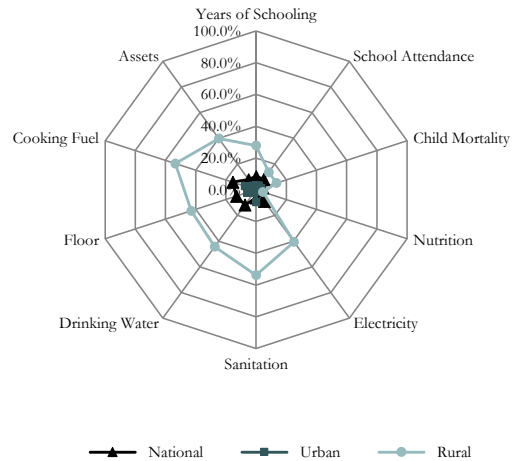 Years of Schooling
100.0%
Assets
School Attendance
80.0%
60.0%
40.0%
Cooking Fuel
Child Mortality
20.0%
0.0
Floor
Nutrition
Drinking Water
Electricity
Sanitation
National Urban Rural